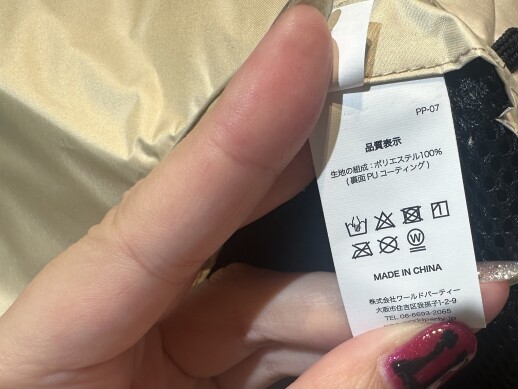 PP-07
品質表示
生地の組成：ポリエステル100%
(裏面PUコーティング)
W
MADE IN CHINA
株式会社ワールドパーティー
大阪市住吉区我孫子1-2-9
TEL 06-6693-2065